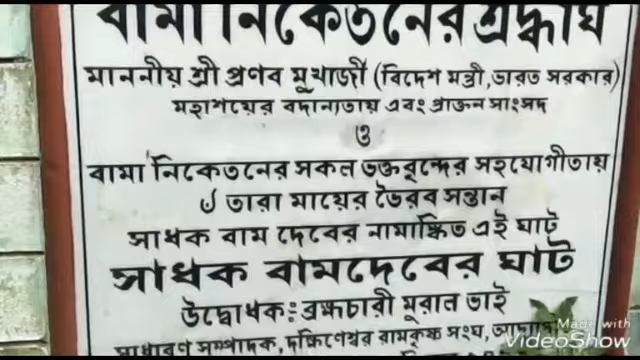 বামা নিকেতনের শ্রদ্ধার্ঘ
মাননীয় শ্রী প্রণব মুখার্জী (বিদেশ মন্ত্রী, ভারত সরকার)
মহাশয়ের বদান্যতায় এবং প্রাক্তন সাংসদ
ও
বামা নিকেতনের সকল ভক্তবৃন্দের সহযোগীতায়
৺ তারা মায়ের ভৈরব সন্তান
সাধক বাম দেবের নামাঙ্কিত এই ঘাট
সাধক বামদেবের ঘাট
উদ্বোধক: ব্রহ্মচারী মুরাল ভাই
সাধারণ সম্পাদক, দক্ষিণেশ্বর রামকৃষ্ণ সংঘ,
Made with
VideoShow